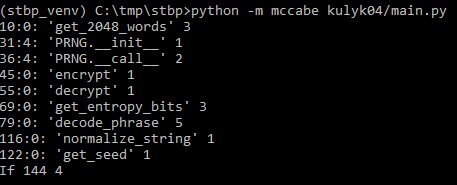 (stbp_venv) C:\tmp\stbp>python -m mccabe kulyk04/main.py
10:0: 'get_2048_words' 3
31:4: 'PRNG.__init__' 1
36:4: 'PRNG.__call__' 2
45:0: 'encrypt' 1
55:0: 'decrypt' 1
69:0: 'get_entropy_bits' 3
79:0: 'decode_phrase' 5
116:0: 'normalize_string' 1
122:0: 'get_seed' 1
If 144 4